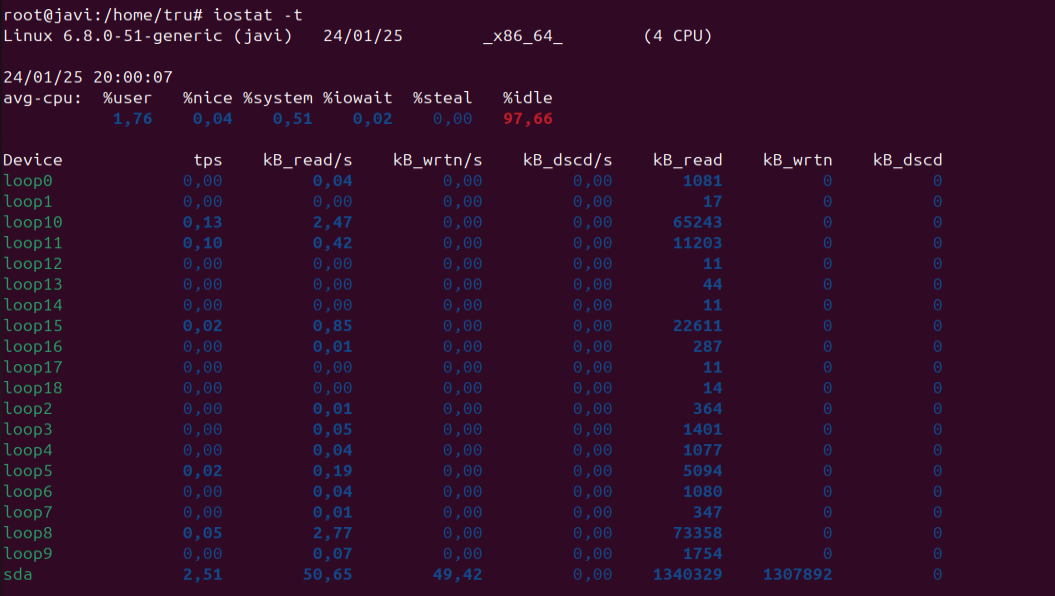 root@javi:/home/tru# iostat -t
Linux 6.8.0-51-generic (javi) 24/01/25 _x86_64_ (4 CPU)
24/01/25 20:00:07
avg-cpu: %user %nice %system %iowait %steal %idle
1,76 0,04 0,51 0,02 0,00 97,66
Device tps kB_read/s kB_wrtn/s kB_dscd/s kB_read kB_wrtn kB_dscd
loop0 0,00 0,04 0,00 0,00 1081 0 0
loop1 0,00 0,00 0,00 0,00 17 0 0
loop10 0,13 2,47 0,00 0,00 65243 0 0
loop11 0,10 0,42 0,00 0,00 11203 0 0
loop12 0,00 0,00 0,00 0,00 11 0 0
loop13 0,00 0,00 0,00 0,00 44 0 0
loop14 0,00 0,00 0,00 0,00 11 0 0
loop15 0,02 0,85 0,00 0,00 22611 0 0
loop16 0,00 0,01 0,00 0,00 287 0 0
loop17 0,00 0,00 0,00 0,00 11 0 0
loop18 0,00 0,00 0,00 0,00 14 0 0
loop2 0,00 0,01 0,00 0,00 364 0 0
loop3 0,00 0,05 0,00 0,00 1401 0 0
loop4 0,00 0,04 0,00 0,00 1077 0 0
loop5 0,02 0,19 0,00 0,00 5094 0 0
loop6 0,00 0,04 0,00 0,00 1080 0 0
loop7 0,00 0,01 0,00 0,00 347 0 0
loop8 0,05 2,77 0,00 0,00 73358 0 0
loop9 0,00 0,07 0,00 0,00 1754 0 0
sda 2,51 50,65 49,42 0,00 1340329 1307892 0